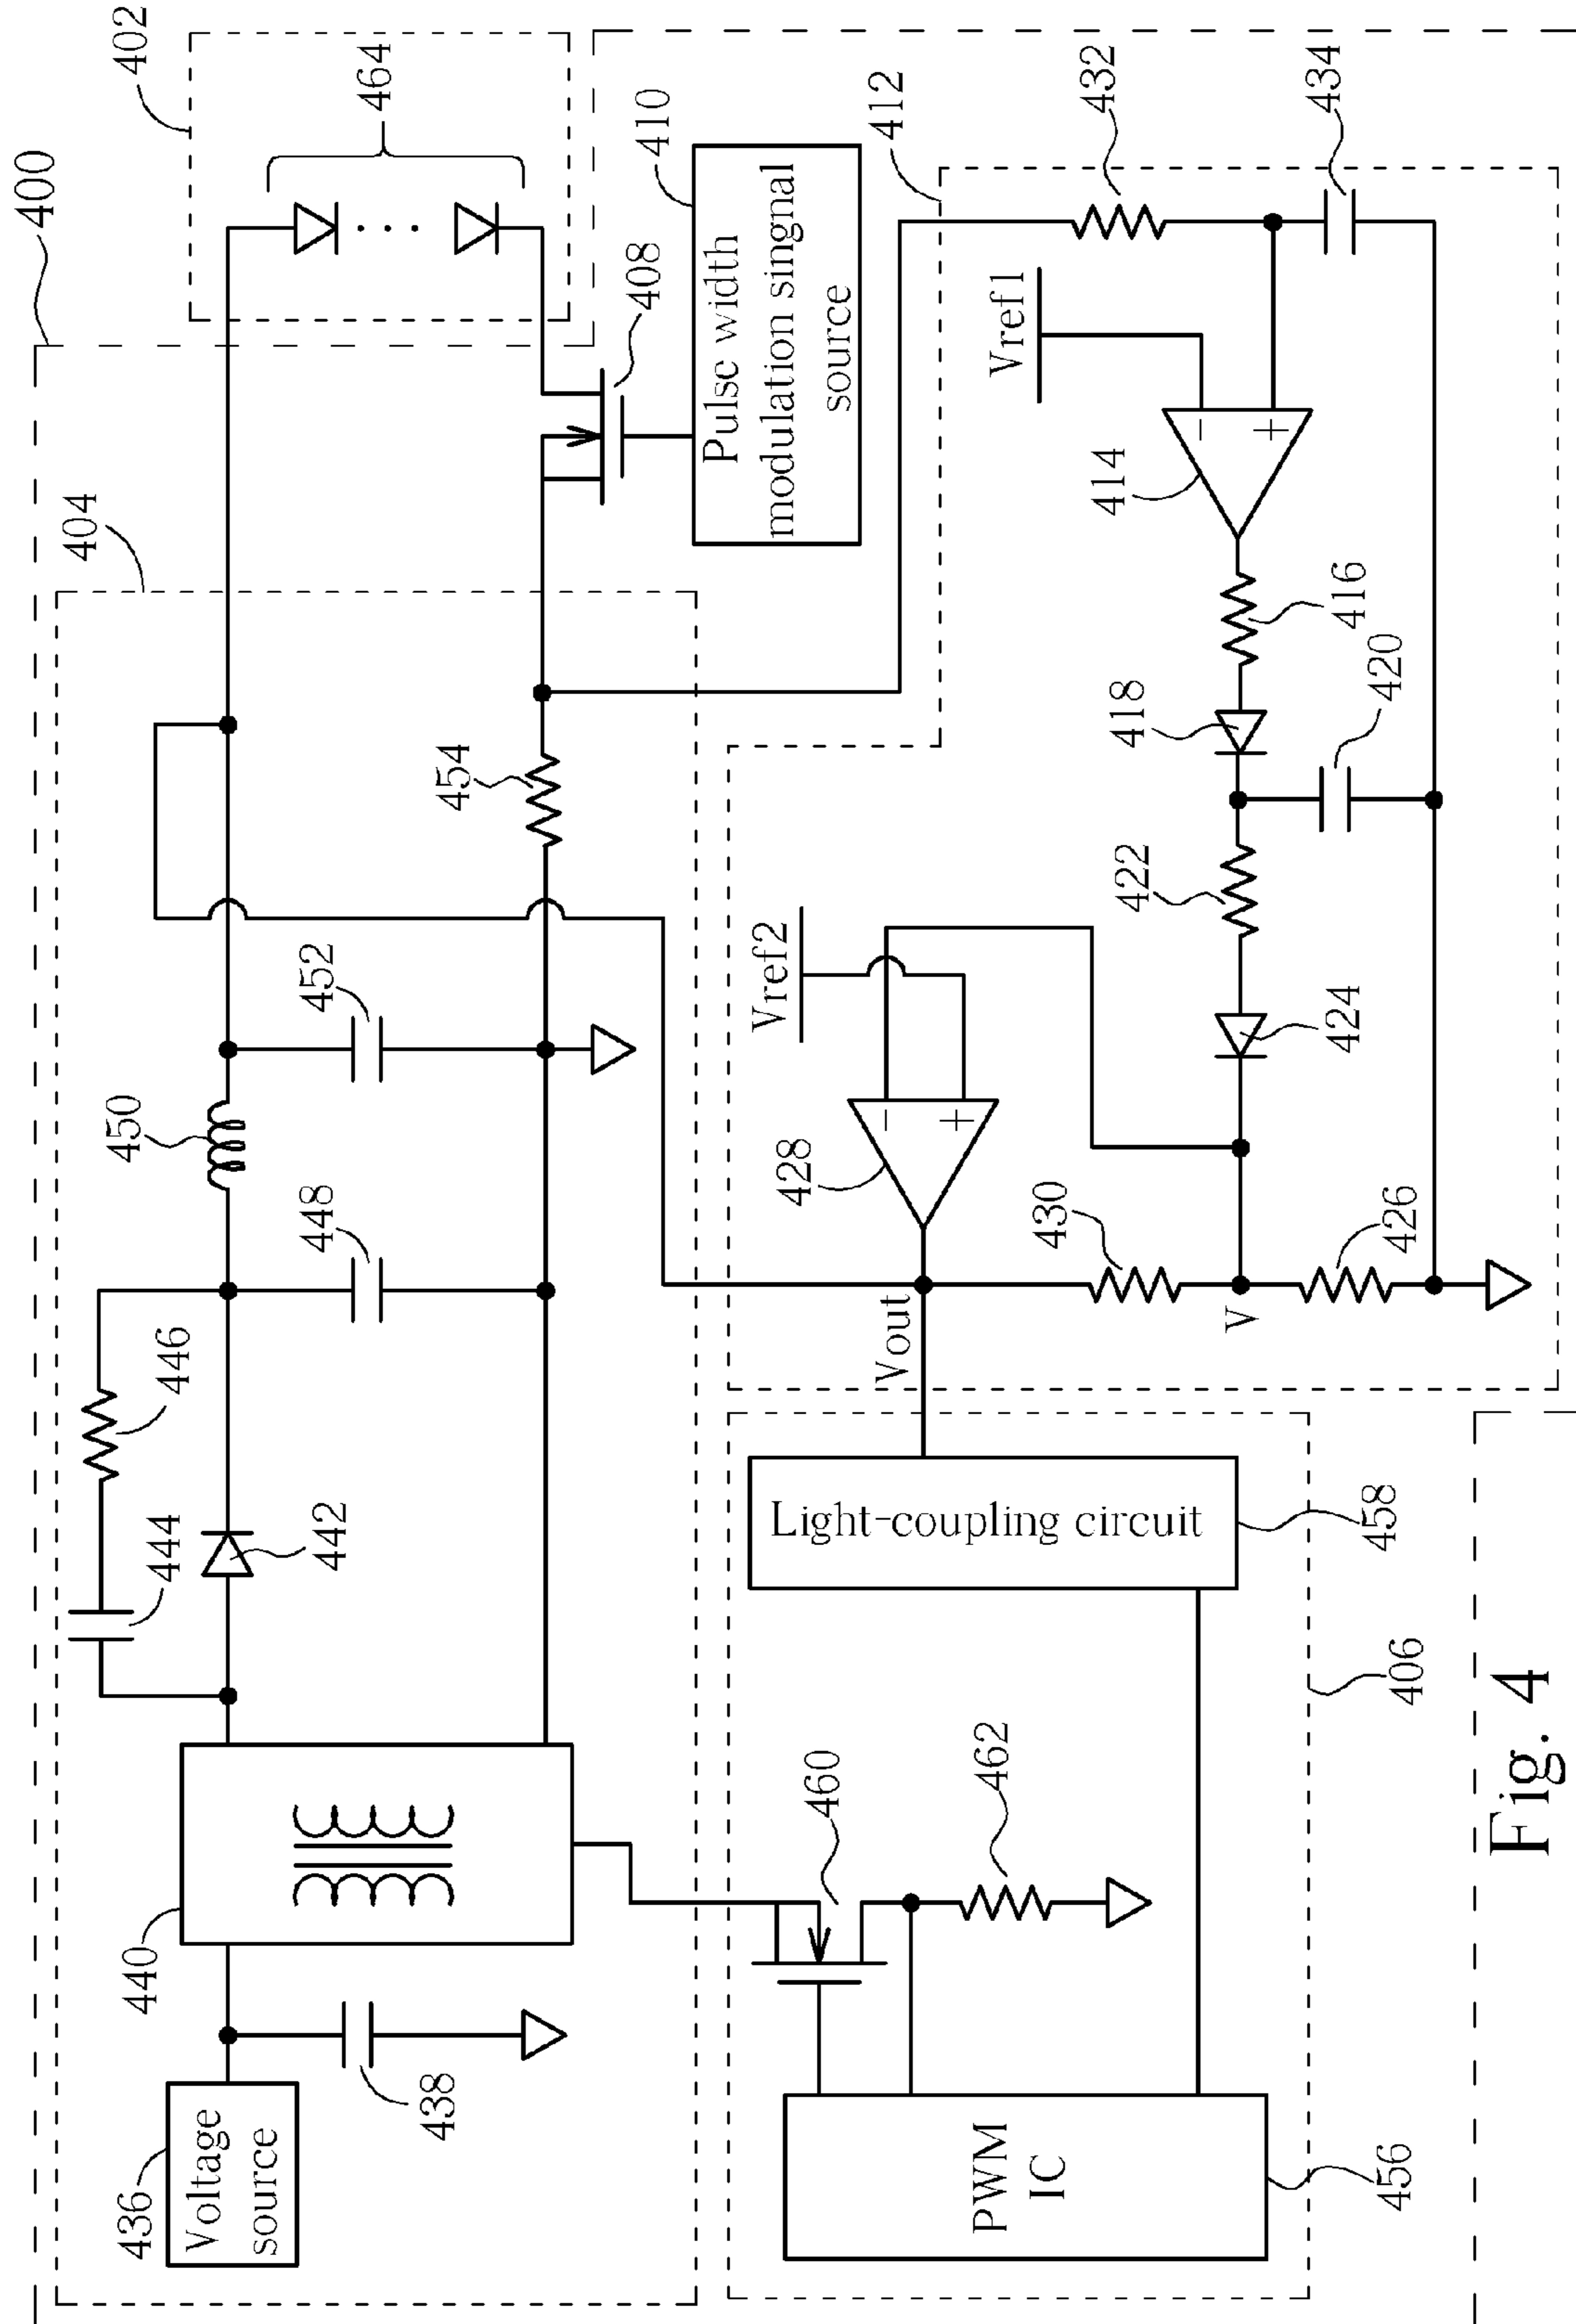 400
402
464
404
410
Pulse width
modulation singnal
source
408
412
432
434
Vref1
−
+
414
416
418
420
422
424
Vref2
−
+
428
430
426
Vout
V
454
452
450
448
446
444
442
440
436
Voltage
source
438
Light-coupling circuit
458
406
460
462
PWM
IC
456
Fig. 4